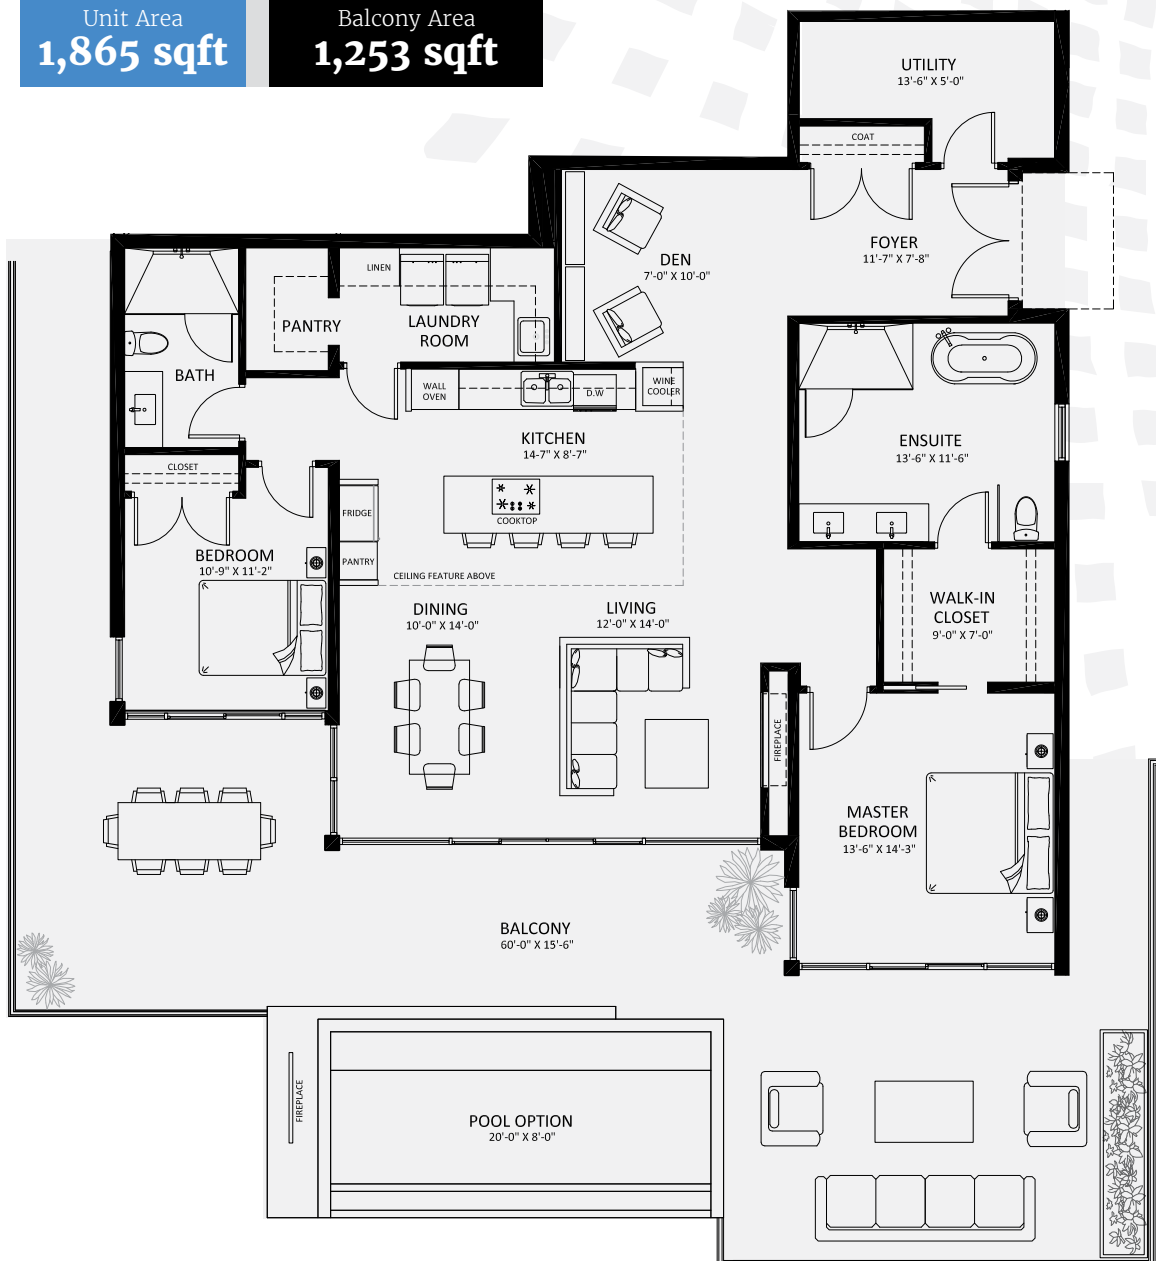 Unit Area
1,865 sqft
Balcony Area
1,253 sqft
UTILITY
13'-6" X 5'-0"
COAT
FOYER
11'-7" X 7'-8"
DEN
7'-0" X 10'-0"
LINEN
PANTRY
LAUNDRY
ROOM
BATH
WALL
OVEN
D.W
WINE
COOLER
KITCHEN
14-7" X 8'-7"
ENSUITE
13'-6" X 11'-6"
CLOSET
FRIDGE
COOKTOP
BEDROOM
10'-9" X 11'-2"
PANTRY
CEILING FEATURE ABOVE
DINING
10'-0" X 14'-0"
LIVING
12'-0" X 14'-0"
WALK-IN
CLOSET
9'-0" X 7'-0"
FIREPLACE
MASTER
BEDROOM
13'-6" X 14'-3"
BALCONY
60'-0" X 15'-6"
FIREPLACE
POOL OPTION
20'-0" X 8'-0"